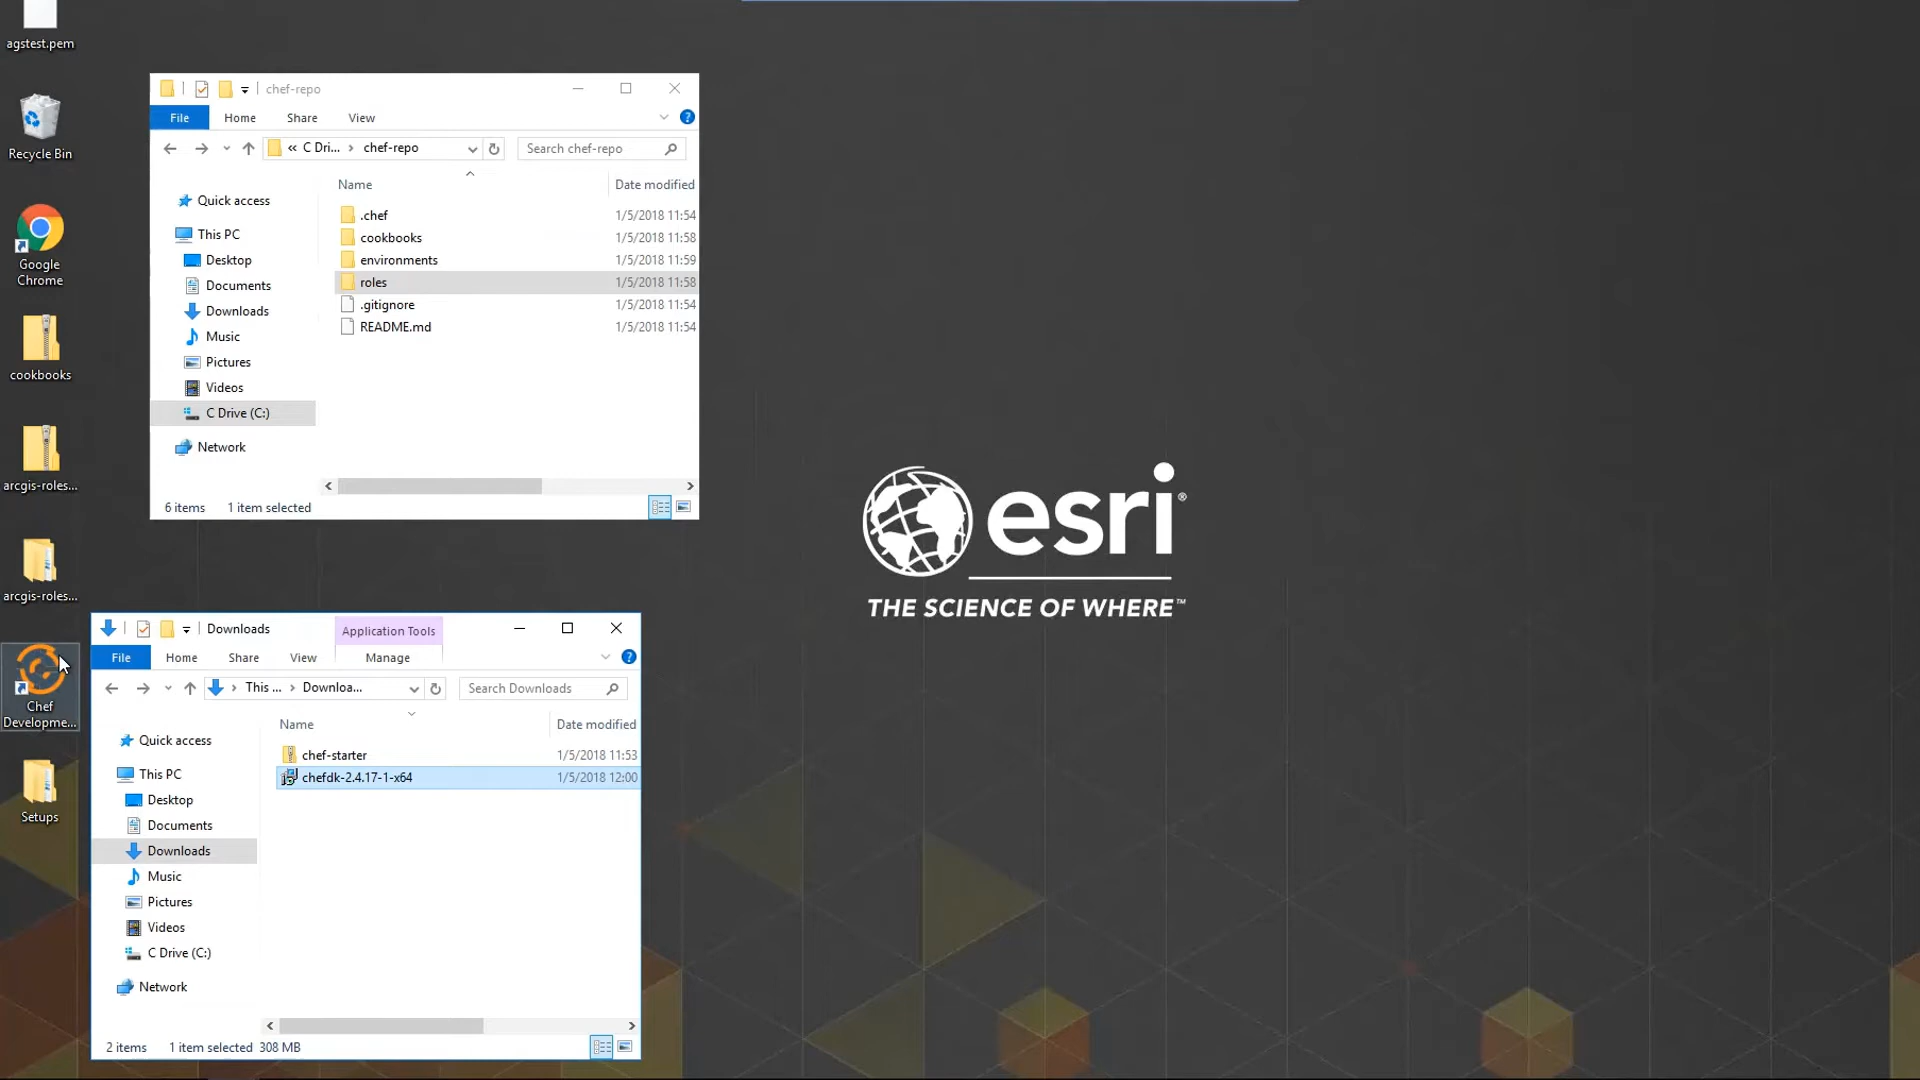 agstest.pem
Recycle Bin
Google
Chrome
cookbooks
arcgis-roles...
arcgis-roles...
Chef
Developme...
Setups
chef-repo
File Home Share View
« C Dri... › chef-repo
Search chef-repo
Name Date modified
Quick access
This PC
Desktop
Documents
Downloads
Music
Pictures
Videos
C Drive (C:)
Network
.chef 1/5/2018 11:54
cookbooks 1/5/2018 11:58
environments 1/5/2018 11:59
roles 1/5/2018 11:58
.gitignore 1/5/2018 11:54
README.md 1/5/2018 11:54
6 items 1 item selected
Downloads
Application Tools
File Home Share View Manage
› This ... › Downloa...
Search Downloads
Name Date modified
Quick access
This PC
Desktop
Documents
Downloads
Music
Pictures
Videos
C Drive (C:)
Network
chef-starter 1/5/2018 11:53
chefdk-2.4.17-1-x64 1/5/2018 12:00
2 items 1 item selected 308 MB
esri®
THE SCIENCE OF WHERE™